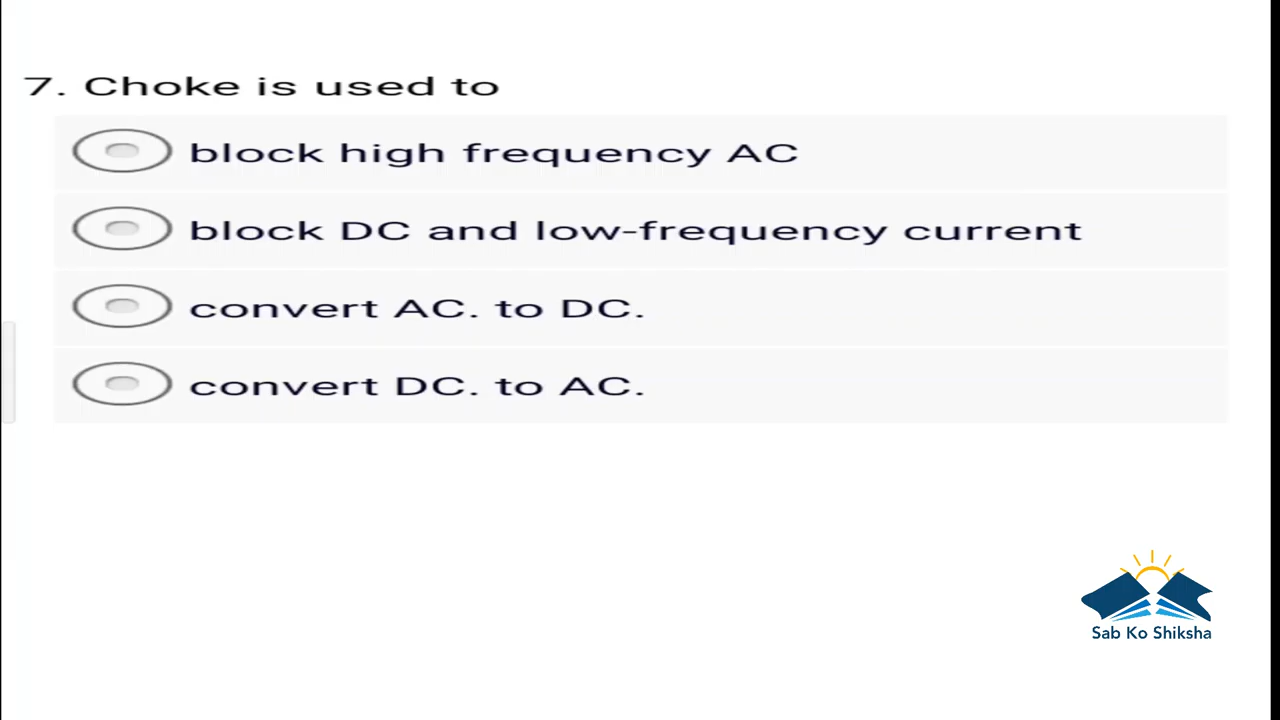 7. Choke is used to
block high frequency AC
block DC and low-frequency current
convert AC. to DC.
convert DC. to AC.
Sab Ko Shiksha